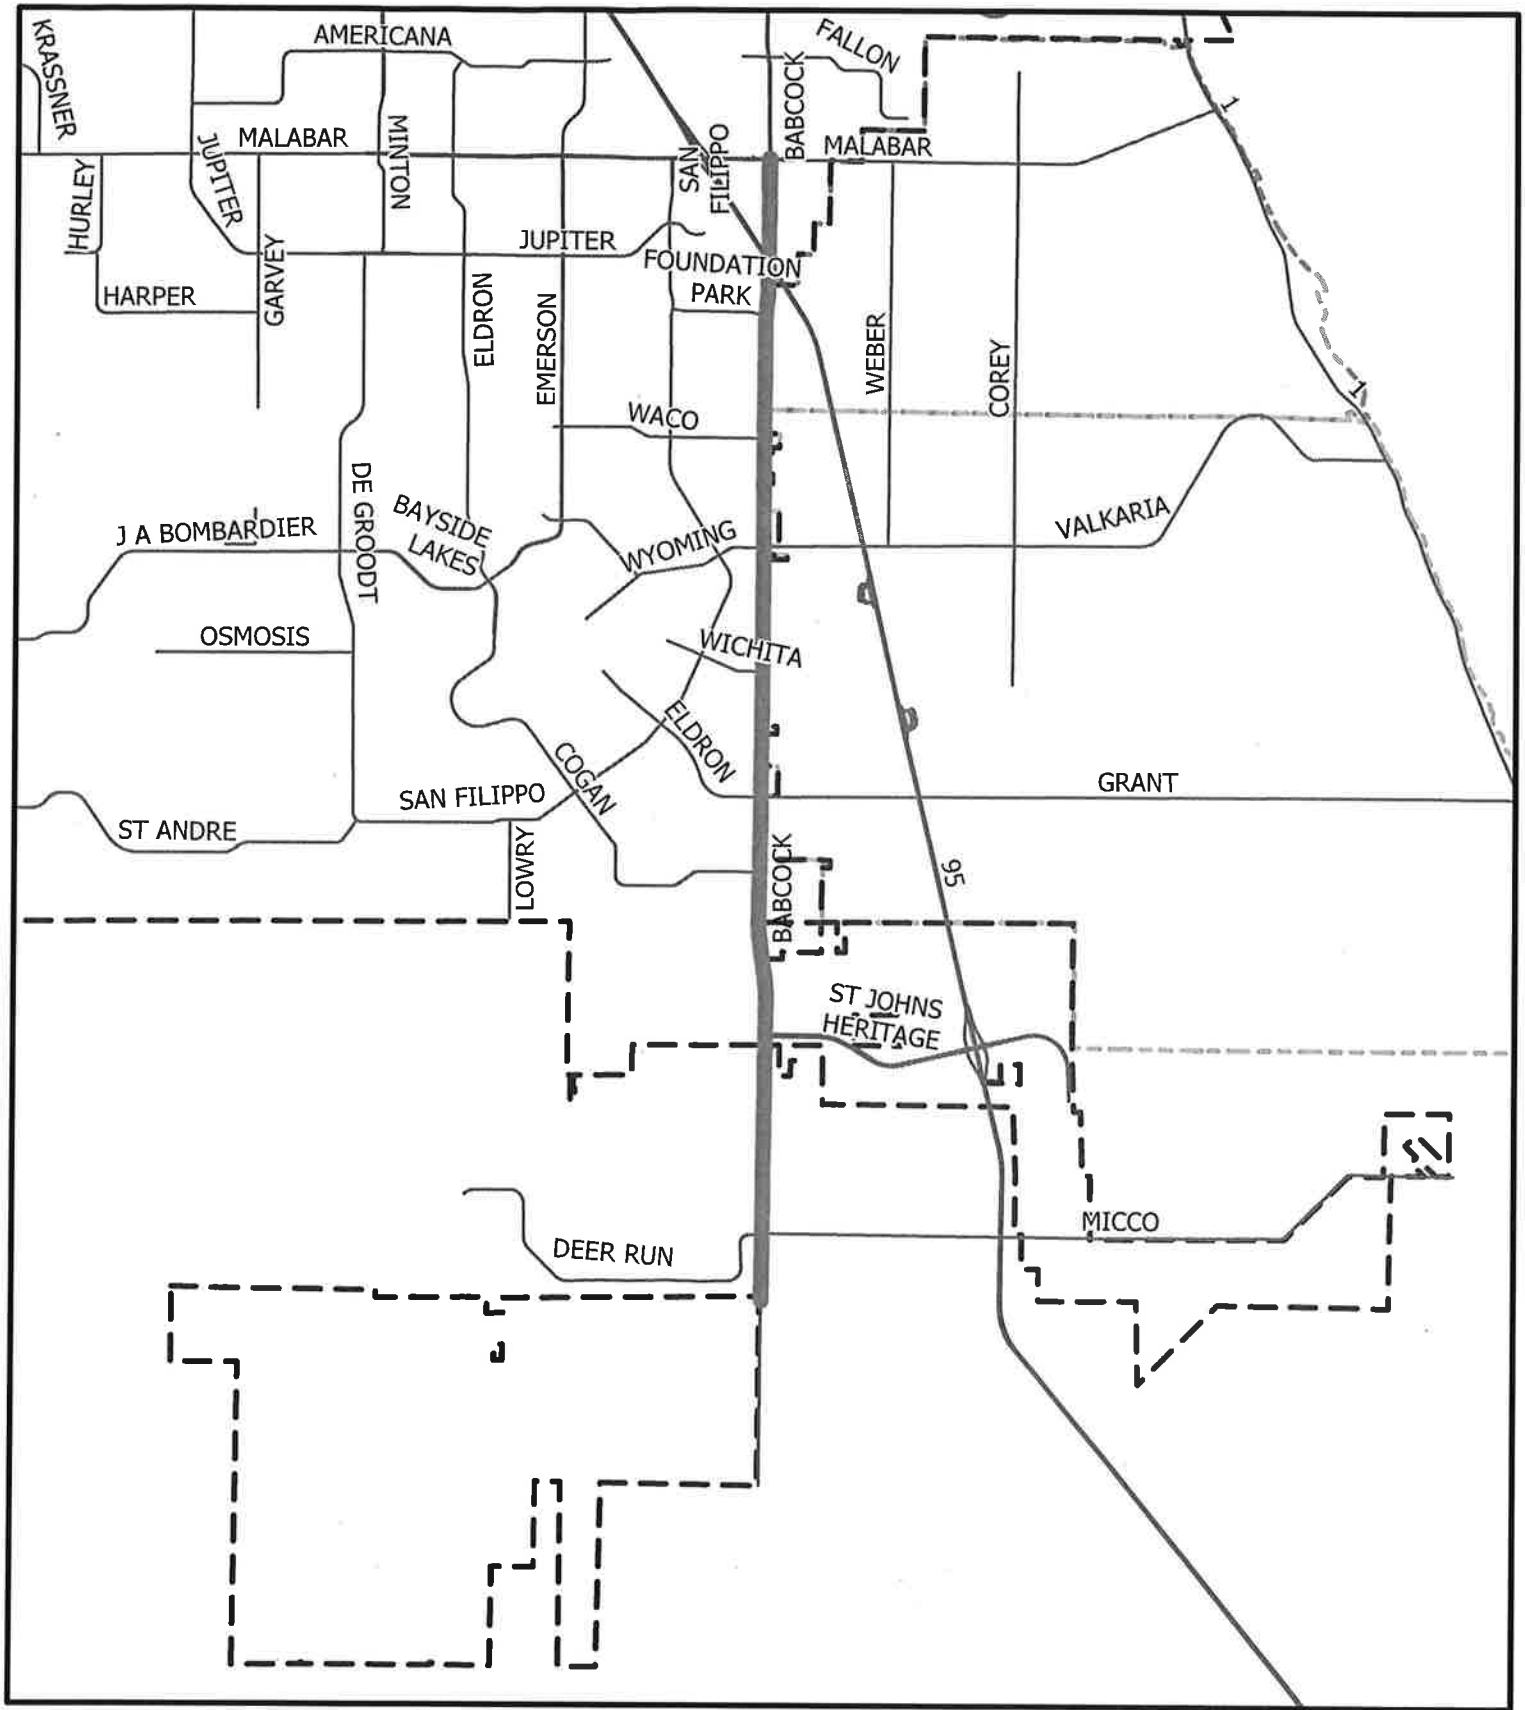 KRASSNER
AMERICANA
FALLON
BABCOCK
1
MALABAR
MINTON
JUPITER
HURLEY
SAN
FILIPPO
MALABAR
JUPITER
FOUNDATION
PARK
HARPER
GARVEY
ELDRON
EMERSON
WEBER
COREY
1
WACO
DE GROODT
BAYSIDE
LAKES
J A BOMBARDIER
WYOMING
VALKARIA
OSMOSIS
WICHITA
ELDRON
COGAN
SAN FILIPPO
GRANT
ST ANDRE
LOWRY
BABCOCK
95
ST JOHNS
HERITAGE
MICCO
DEER RUN